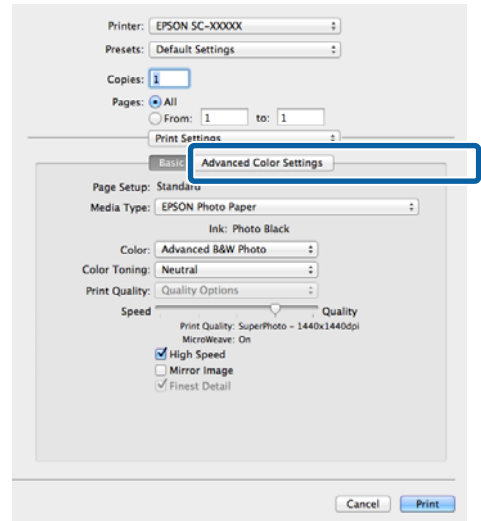 Printer: EPSON SC-XXXXX
Presets: Default Settings
Copies: 1
Pages: All
From: 1 to: 1
Print Settings
Basic Advanced Color Settings
Page Setup: Standard
Media Type: EPSON Photo Paper
Ink: Photo Black
Color: Advanced B&W Photo
Color Toning: Neutral
Print Quality: Quality Options
Speed Quality
Print Quality: SuperPhoto - 1440x1440dpi
MicroWeave: On
High Speed
Mirror Image
Finest Detail
Cancel Print